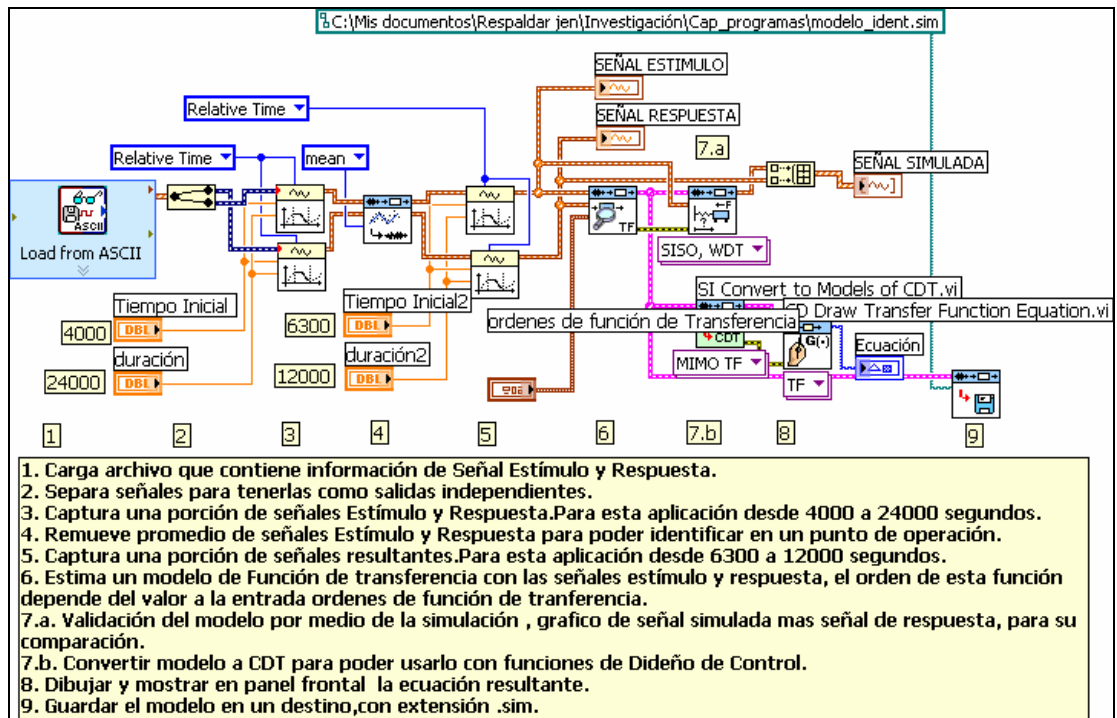 C:\Mis documentos\Respaldar jen\Investigación\Cap_programas\modelo_ident.sim
SEÑAL ESTIMULO
Relative Time
SEÑAL RESPUESTA
7.a
Relative Time
mean
SEÑAL SIMULADA
ASCII
Load from ASCII
TF
SISO, WDT
SI Convert to Models of CDT.vi
D Draw Transfer Function Equation.vi
Tiempo Inicial
4000
DBL
Tiempo Inicial2
6300
DBL
ordenes de función de Transferencia
CDT
G(·)
Ecuación
duración
24000
DBL
duración2
12000
DBL
MIMO TF
TF
1
2
3
4
5
6
7.b
8
9
1. Carga archivo que contiene información de Señal Estímulo y Respuesta.
2. Separa señales para tenerlas como salidas independientes.
3. Captura una porción de señales Estímulo y Respuesta.Para esta aplicación desde 4000 a 24000 segundos.
4. Remueve promedio de señales Estímulo y Respuesta para poder identificar en un punto de operación.
5. Captura una porción de señales resultantes.Para esta aplicación desde 6300 a 12000 segundos.
6. Estima un modelo de Función de transferencia con las señales estímulo y respuesta, el orden de esta función
depende del valor a la entrada ordenes de función de tranferencia.
7.a. Validación del modelo por medio de la simulación , grafico de señal simulada mas señal de respuesta, para su
comparación.
7.b. Convertir modelo a CDT para poder usarlo con funciones de Dideño de Control.
8. Dibujar y mostrar en panel frontal la ecuación resultante.
9. Guardar el modelo en un destino,con extensión .sim.